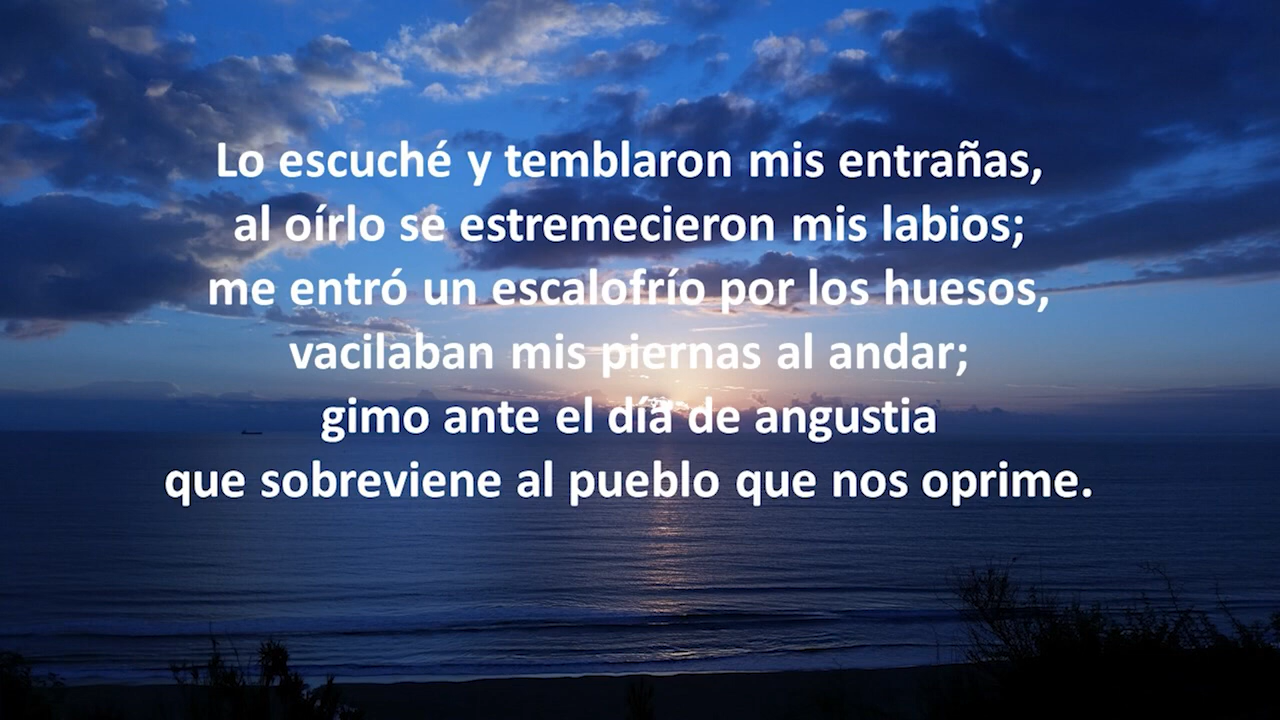 Lo escuché y temblaron mis entrañas,
al oírlo se estremecieron mis labios;
me entró un escalofrío por los huesos,
vacilaban mis piernas al andar;
gimo ante el día de angustia
que sobreviene al pueblo que nos oprime.